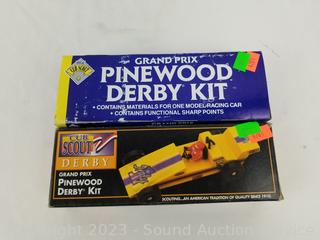 GRAND PRIX
PINEWOOD
DERBY KIT
• CONTAINS MATERIALS FOR ONE MODEL RACING CAR
• CONTAINS FUNCTIONAL SHARP POINTS
CUB
SCOUT
DERBY
GRAND PRIX
PINEWOOD
DERBY KIT
SCOUTING...AN AMERICAN TRADITION OF QUALITY SINCE 1910.
2023 - Sound Auction Service